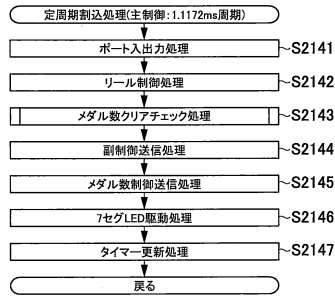 定周期割込処理(主制御：1.1172ms周期)
ポート入出力処理 S2141
リール制御処理 S2142
メダル数クリアチェック処理 S2143
副制御送信処理 S2144
メダル数制御送信処理 S2145
7セグLED駆動処理 S2146
タイマー更新処理 S2147
戻る